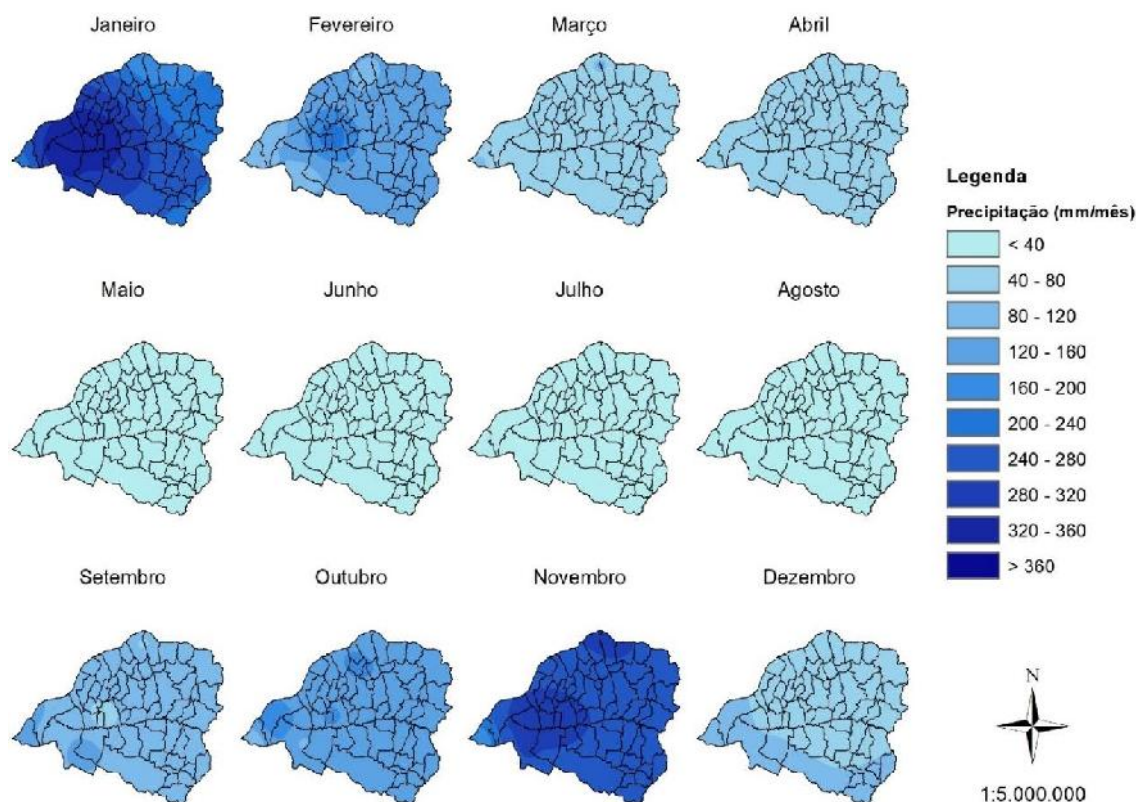 Janeiro
Fevereiro
Março
Abril
Maio
Junho
Julho
Agosto
Setembro
Outubro
Novembro
Dezembro
Legenda
Precipitação (mm/mês)
< 40
40 - 80
80 - 120
120 - 160
160 - 200
200 - 240
240 - 280
280 - 320
320 - 360
> 360
N
1:5.000.000